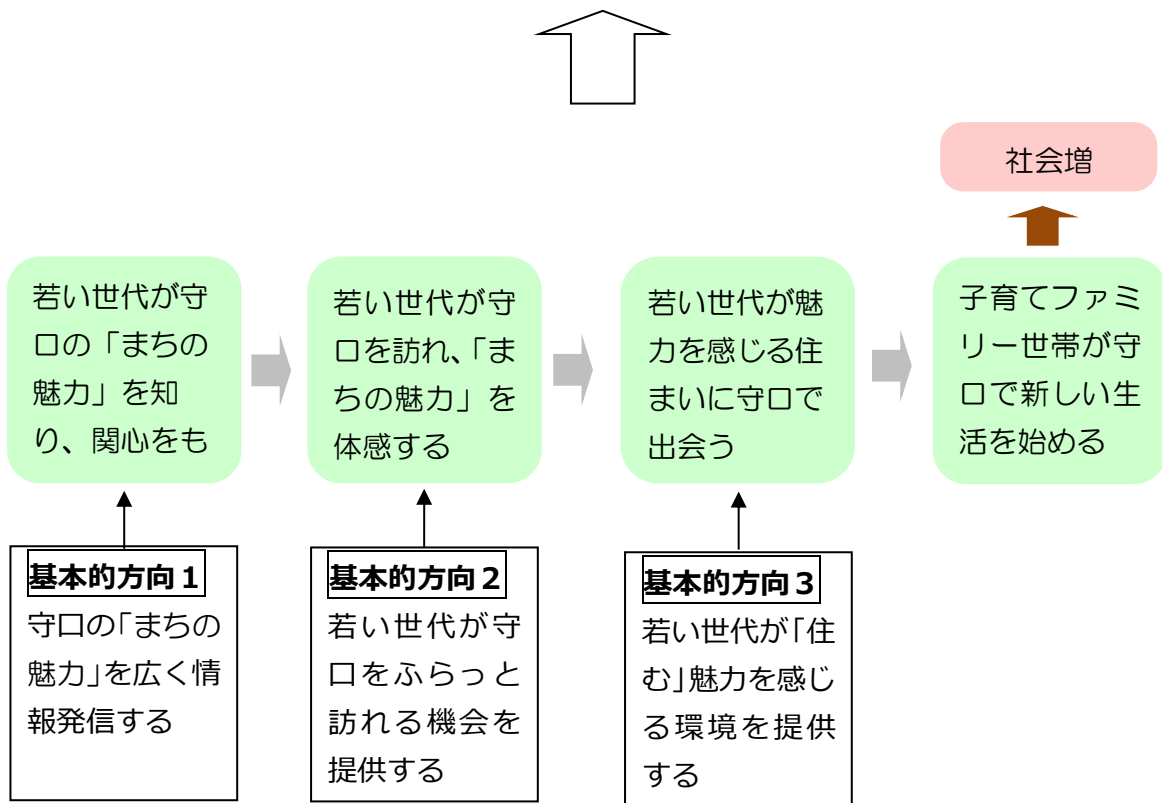 社会増
若い世代が守
口の「まちの
魅力」を知
り、関心をも
若い世代が守
口を訪れ、「ま
ちの魅力」を
体感する
若い世代が魅
力を感じる住
まいに守口で
出会う
子育てファミ
リー世帯が守
口で新しい生
活を始める
基本的方向１
守口の「まちの
魅力」を広く情
報発信する
基本的方向２
若い世代が守
口をふらっと
訪れる機会を
提供する
基本的方向３
若い世代が「住
む」魅力を感じ
る環境を提供
する